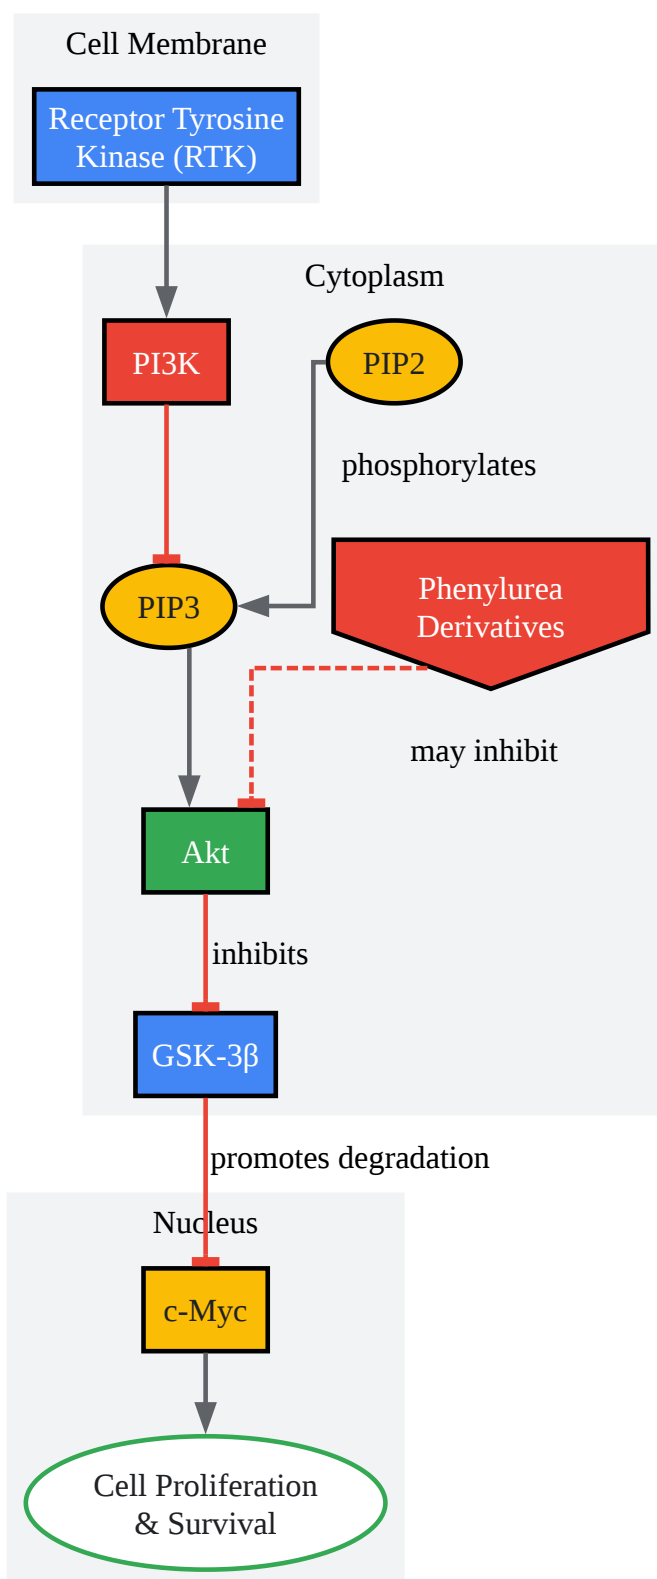 Cell Membrane
Receptor Tyrosine
Kinase (RTK)
Cytoplasm
PI3K
PIP2
phosphorylates
Phenylurea
Derivatives
PIP3
may inhibit
Akt
inhibits
GSK-3β
promotes degradation
Nucleus
c-Myc
Cell Proliferation
& Survival